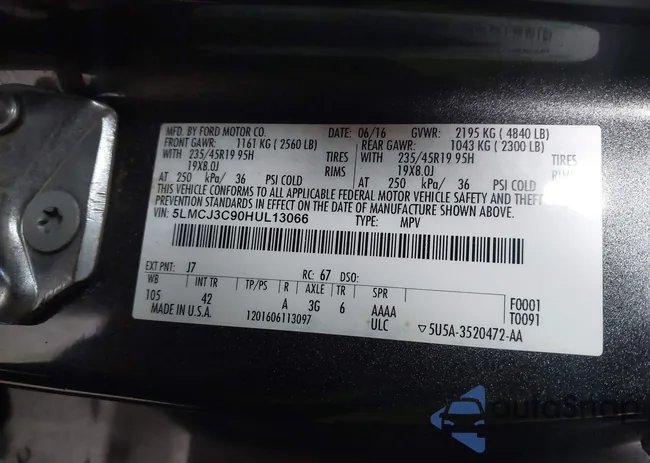 MFD. BY FORD MOTOR CO. DATE: 06/16 GVWR: 2195 KG ( 4840 LB)
FRONT GAWR: 1161 KG ( 2560 LB) REAR GAWR: 1043 KG ( 2300 LB)
WITH 235/45R19 95H TIRES WITH 235/45R19 95H TIRES
19X8.0J RIMS 19X8.0J RIMS
AT 250 kPa/ 36 PSI COLD AT 250 kPa/ 36 PSI COLD
THIS VEHICLE CONFORMS TO ALL APPLICABLE FEDERAL MOTOR VEHICLE SAFETY AND THEFT
PREVENTION STANDARDS IN EFFECT ON THE DATE OF MANUFACTURE SHOWN ABOVE.
VIN: 5LMCJ3C90HUL13066 TYPE: MPV
EXT PNT: J7 RC: 67 DSO:
WB INT TR TP/PS R AXLE TR SPR
105 42 A 3G 6 AAAA F0001
MADE IN U.S.A. 1201606113097 ULC T0091
▽5U5A-3520472-AA
autoSnap